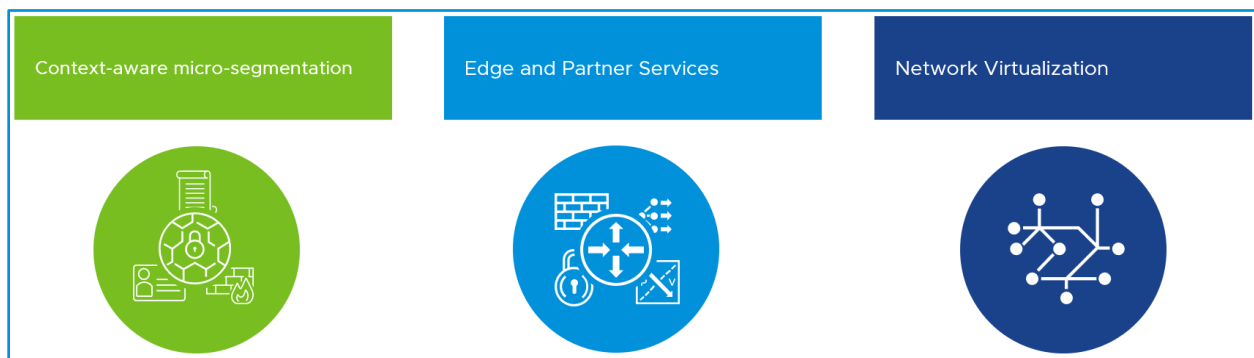 Context-aware micro-segmentation
Edge and Partner Services
Network Virtualization